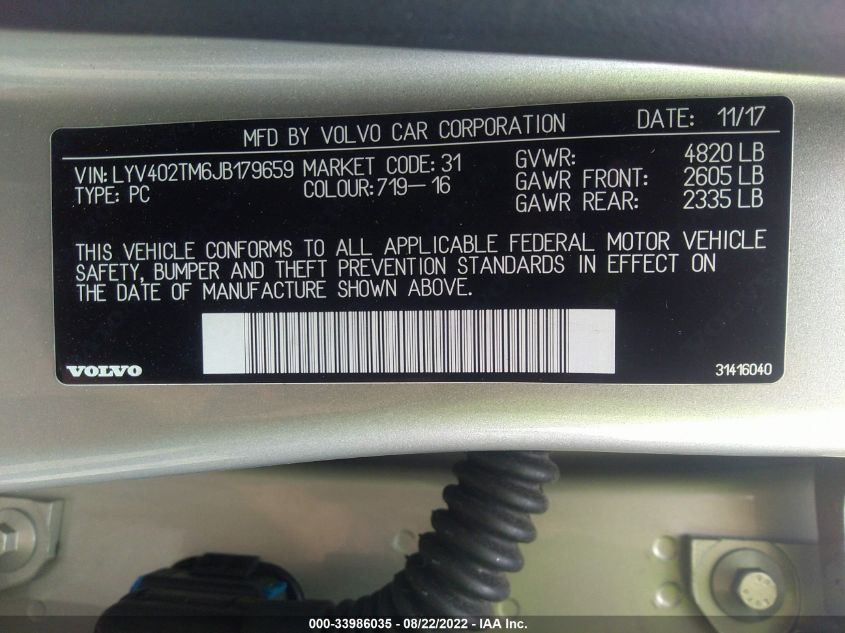 MFD BY VOLVO CAR CORPORATION DATE: 11/17
VIN: LYV402TM6JB179659 MARKET CODE: 31 GVWR: 4820 LB
TYPE: PC COLOUR: 719-16 GAWR FRONT: 2605 LB
GAWR REAR: 2335 LB
THIS VEHICLE CONFORMS TO ALL APPLICABLE FEDERAL MOTOR VEHICLE
SAFETY, BUMPER AND THEFT PREVENTION STANDARDS IN EFFECT ON
THE DATE OF MANUFACTURE SHOWN ABOVE.
VOLVO 31416040
000-33986035 / 08/22/2022 - IAA Inc.